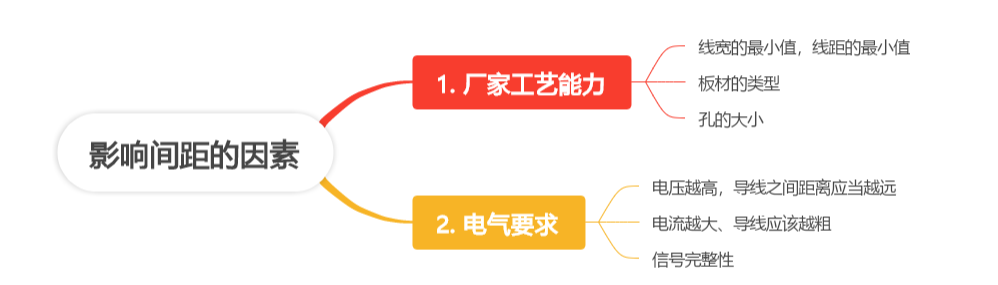 影响间距的因素
1. 厂家工艺能力
线宽的最小值，线距的最小值
板材的类型
孔的大小
2. 电气要求
电压越高，导线之间距离应当越远
电流越大、导线应该越粗
信号完整性